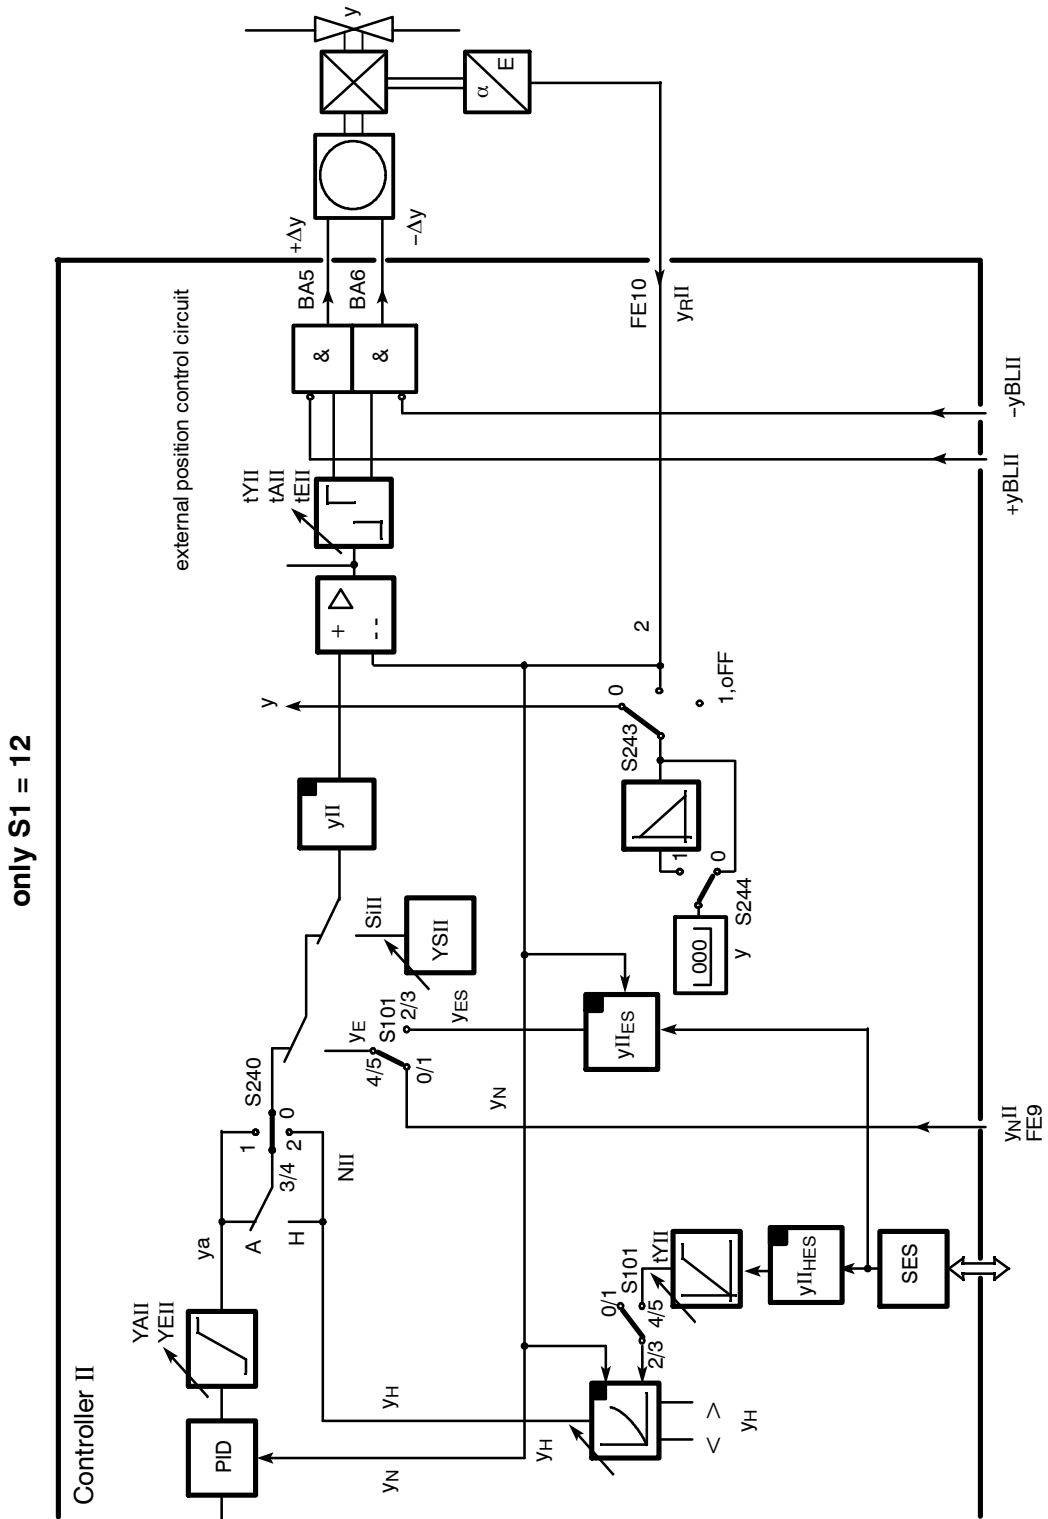 only S1 = 12
Controller II
external position control circuit
PID
YAII
YEII
ya
A
H
3/4
1
2
0
S240
NII
yH
yN
yE
S101
4/5
0/1
2/3
yES
SiII
YSII
yII
y
+
--
tYII
tAII
tEII
&
&
BA5
BA6
+Δy
−Δy
y
α
E
FE10
yRII
2
0
S243
1,oFF
1
0
S244
000
y
yIIES
yN
yH
< >
yH
0/1
S101
2/3
4/5
tYII
yIIHES
SES
yNII
FE9
+yBLII
−yBLII